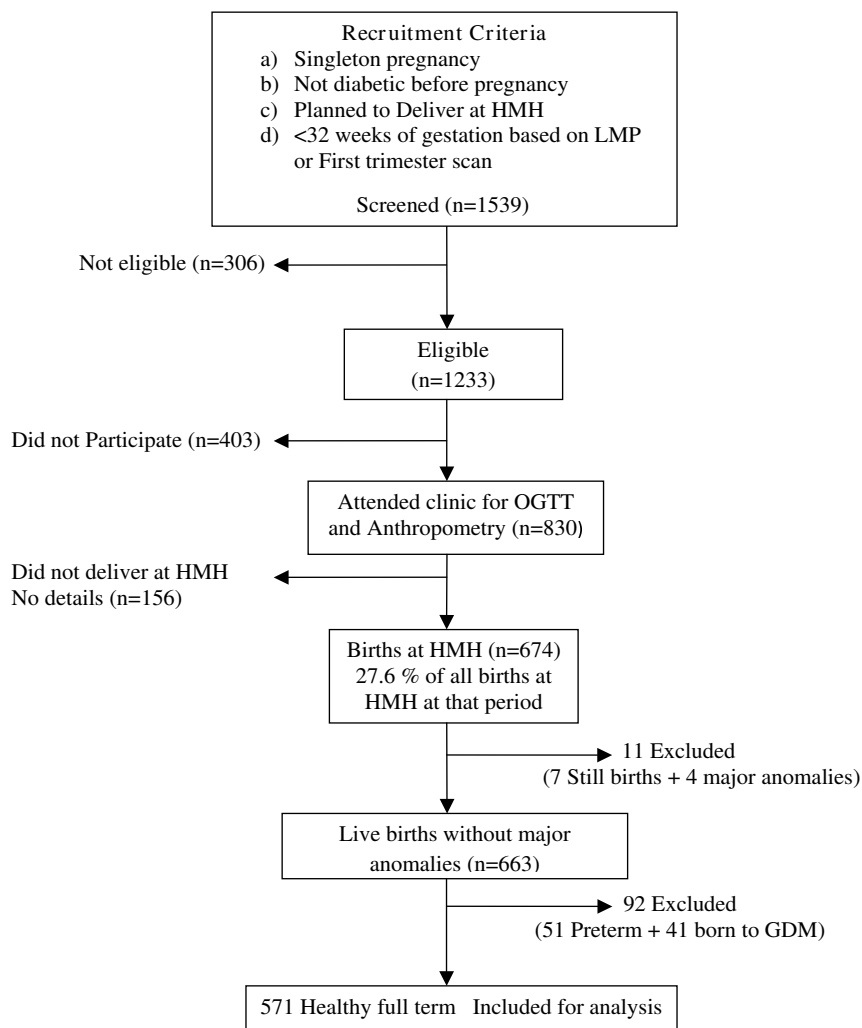 Recruitment Criteria
a) Singleton pregnancy
b) Not diabetic before pregnancy
c) Planned to Deliver at HMH
d) <32 weeks of gestation based on LMP
or First trimester scan
Screened (n=1539)
Not eligible (n=306)
Eligible
(n=1233)
Did not Participate (n=403)
Attended clinic for OGTT
and Anthropometry (n=830)
Did not deliver at HMH
No details (n=156)
Births at HMH (n=674)
27.6 % of all births at
HMH at that period
11 Excluded
(7 Still births + 4 major anomalies)
Live births without major
anomalies (n=663)
92 Excluded
(51 Preterm + 41 born to GDM)
571 Healthy full term Included for analysis